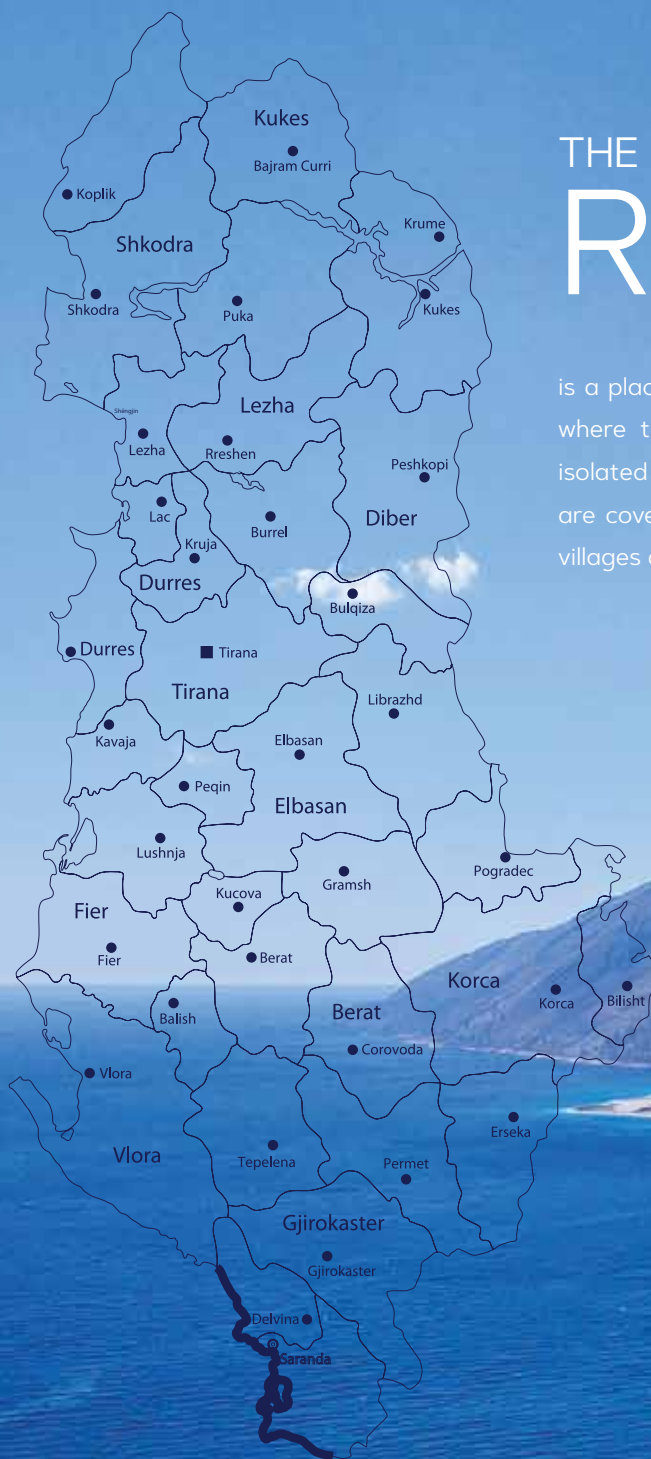 THE
R
is a plac
where t
isolated
are cove
villages
Kukes
Bajram Curri
Koplik
Krume
Shkodra
Shkodra
Puka
Kukes
Lezha
Shëngjin
Lezha
Rreshen
Peshkopi
Lac
Burrel
Diber
Kruja
Durres
Bulqiza
Durres
Tirana
Tirana
Librazhd
Kavaja
Elbasan
Peqin
Elbasan
Lushnja
Gramsh
Pogradec
Kucova
Fier
Fier
Berat
Korca
Korca
Bilisht
Balish
Berat
Corovoda
Vlora
Erseka
Vlora
Tepelena
Permet
Gjirokaster
Gjirokaster
Delvina
Saranda